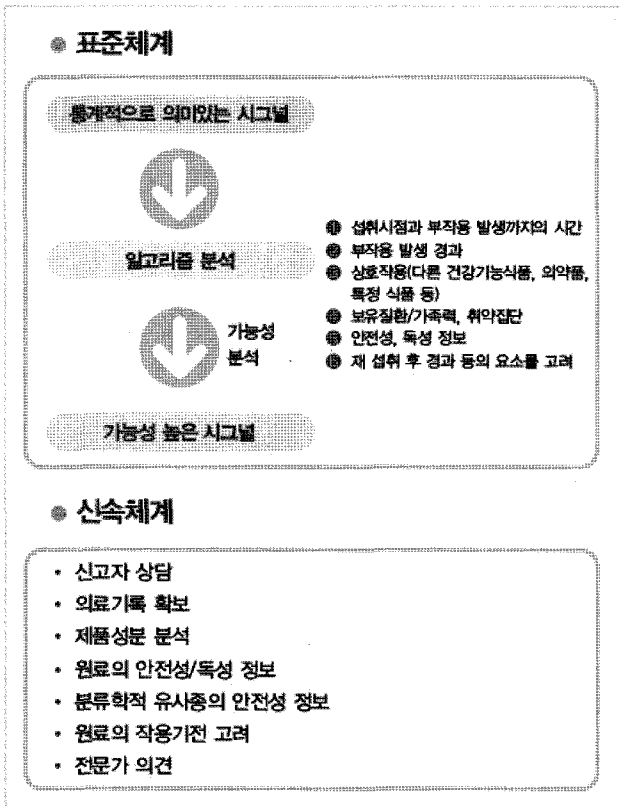 표준체계
통계적으로 의미있는 시그널
알고리즘 분석
가능성
분석
가능성 높은 시그널
❶ 섭취시점과 부작용 발생까지의 시간
❷ 부작용 발생 경과
❸ 상호작용(다른 건강기능식품, 의약품,
특정 식품 등)
❹ 보유질환/가족력, 취약집단
❺ 안전성, 독성 정보
❻ 재 섭취 후 경과 등의 요소를 고려
신속체계
• 신고자 상담
• 의료기록 확보
• 제품성분 분석
• 원료의 안전성/독성 정보
• 분류학적 유사종의 안전성 정보
• 원료의 작용기전 고려
• 전문가 의견